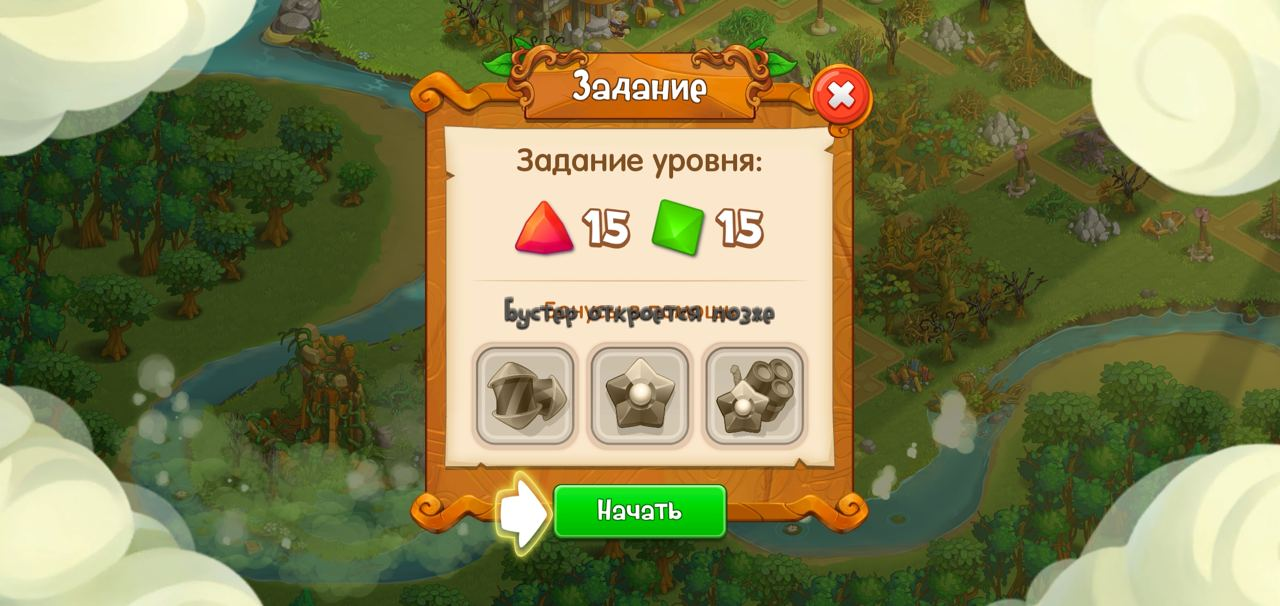 Задание
Задание уровня:
15 15
Бустер откроется позже
Начать